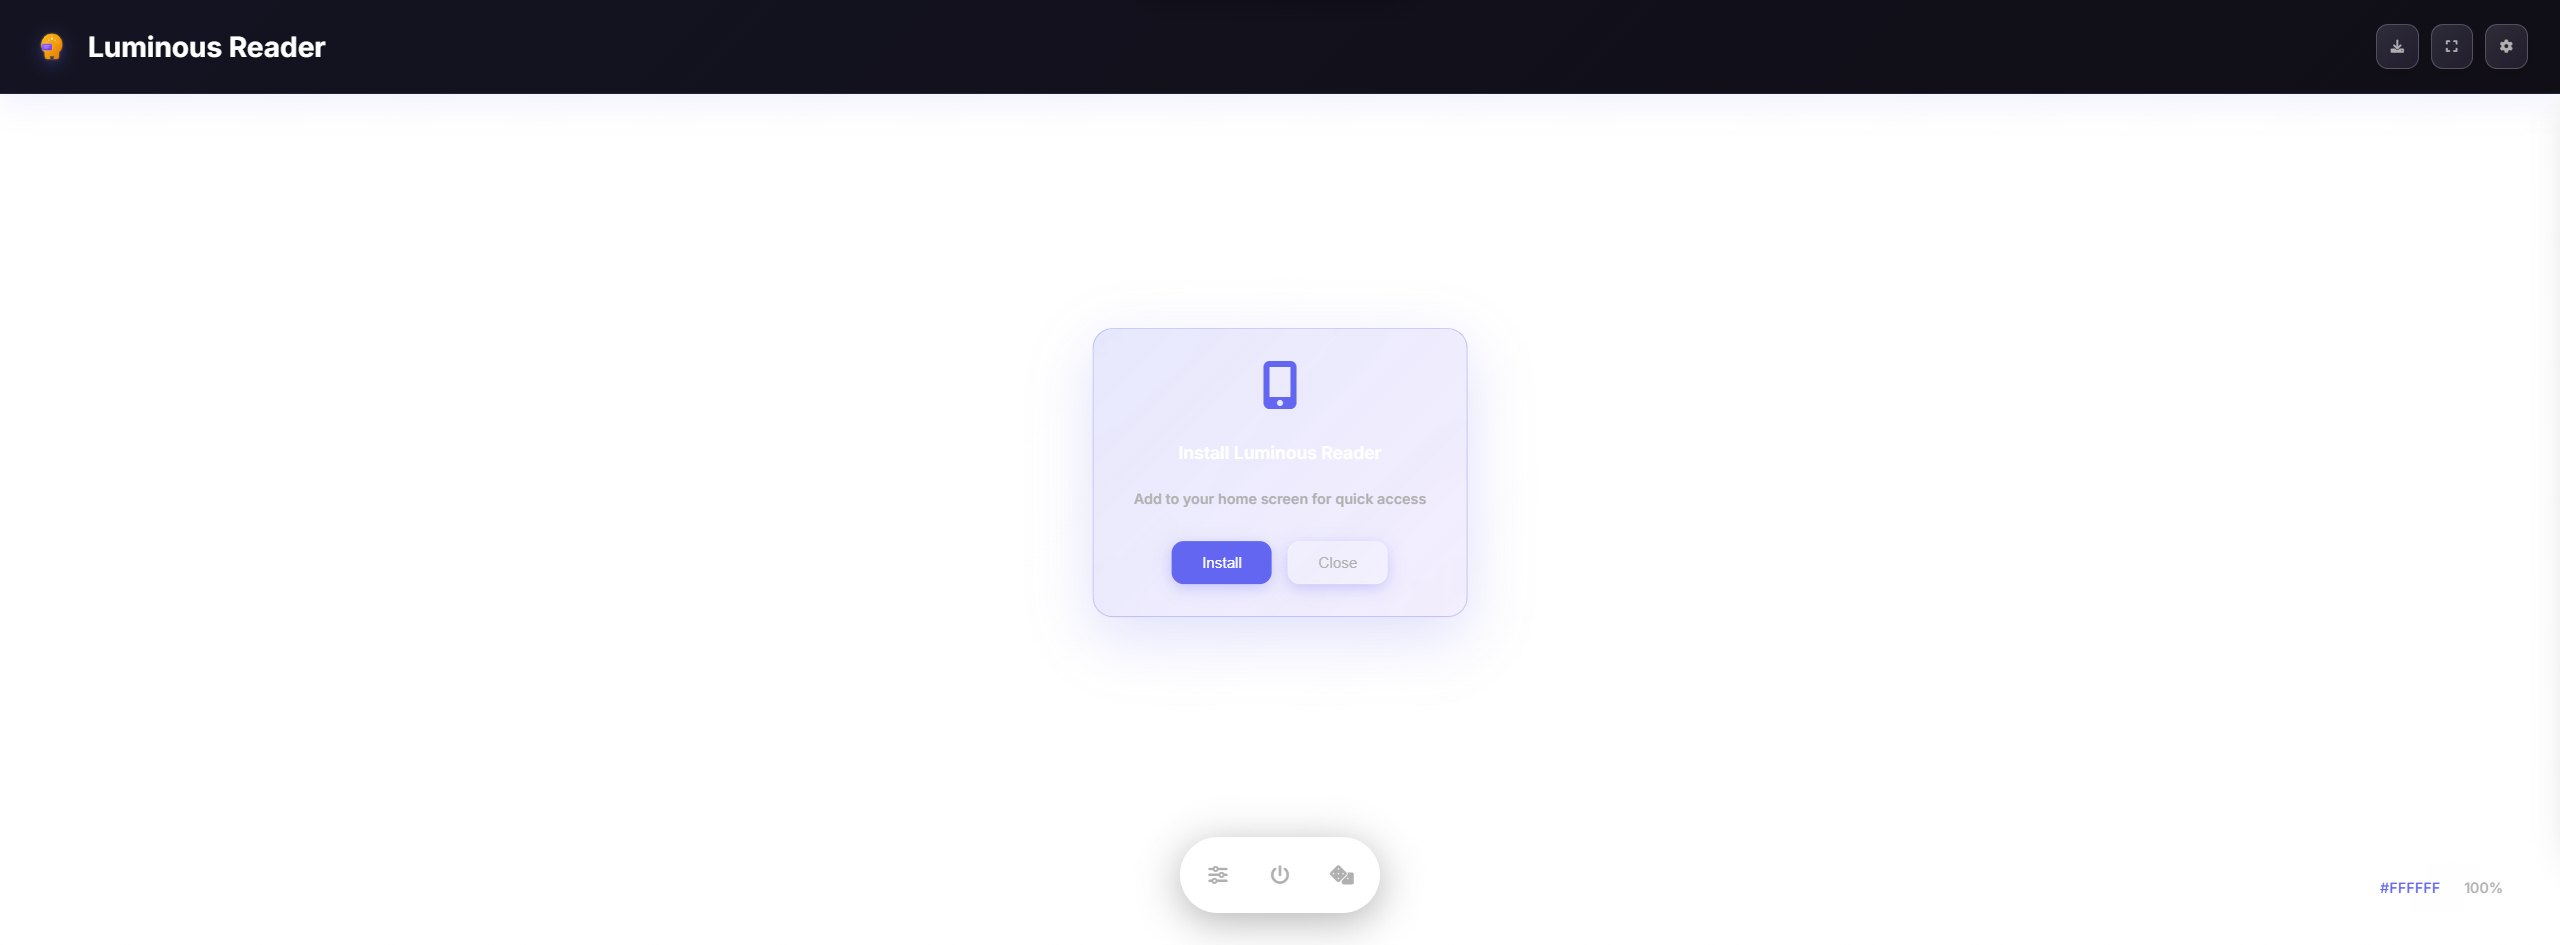 Luminous Reader
Install Luminous Reader
Add to your home screen for quick access
Install
Close
#FFFFFF
100%